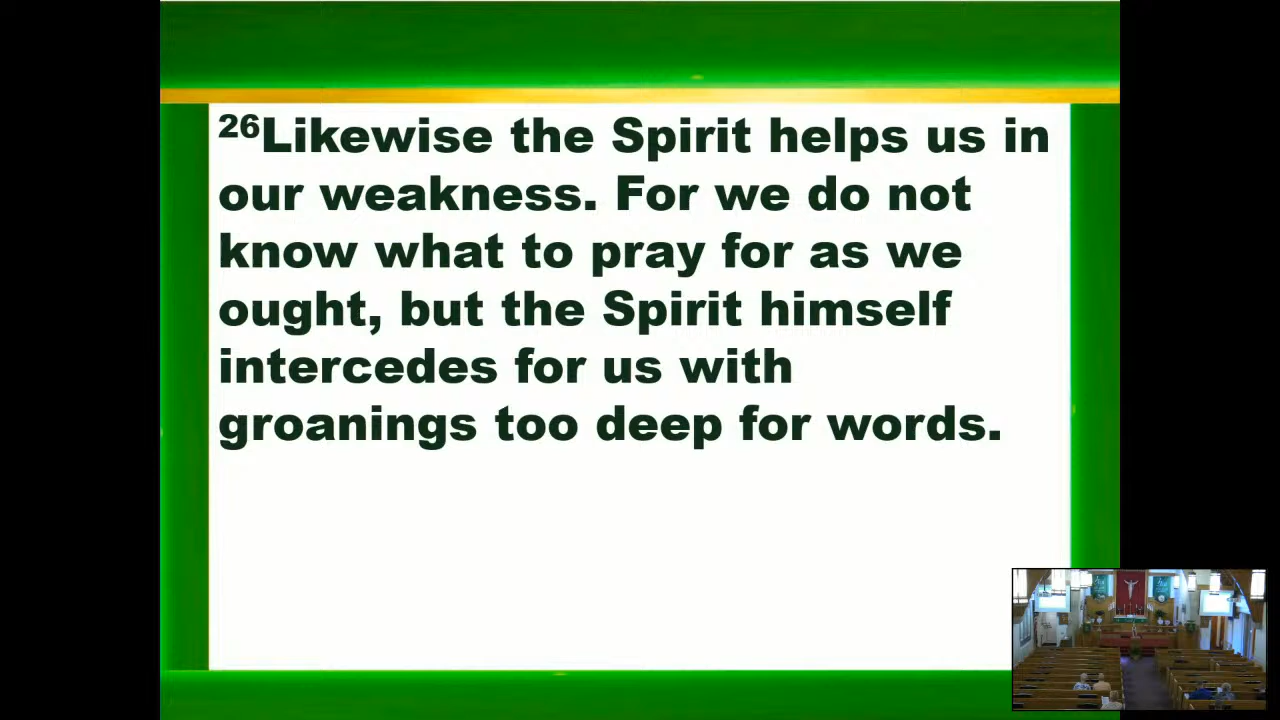 26Likewise the Spirit helps us in
our weakness. For we do not
know what to pray for as we
ought, but the Spirit himself
intercedes for us with
groanings too deep for words.